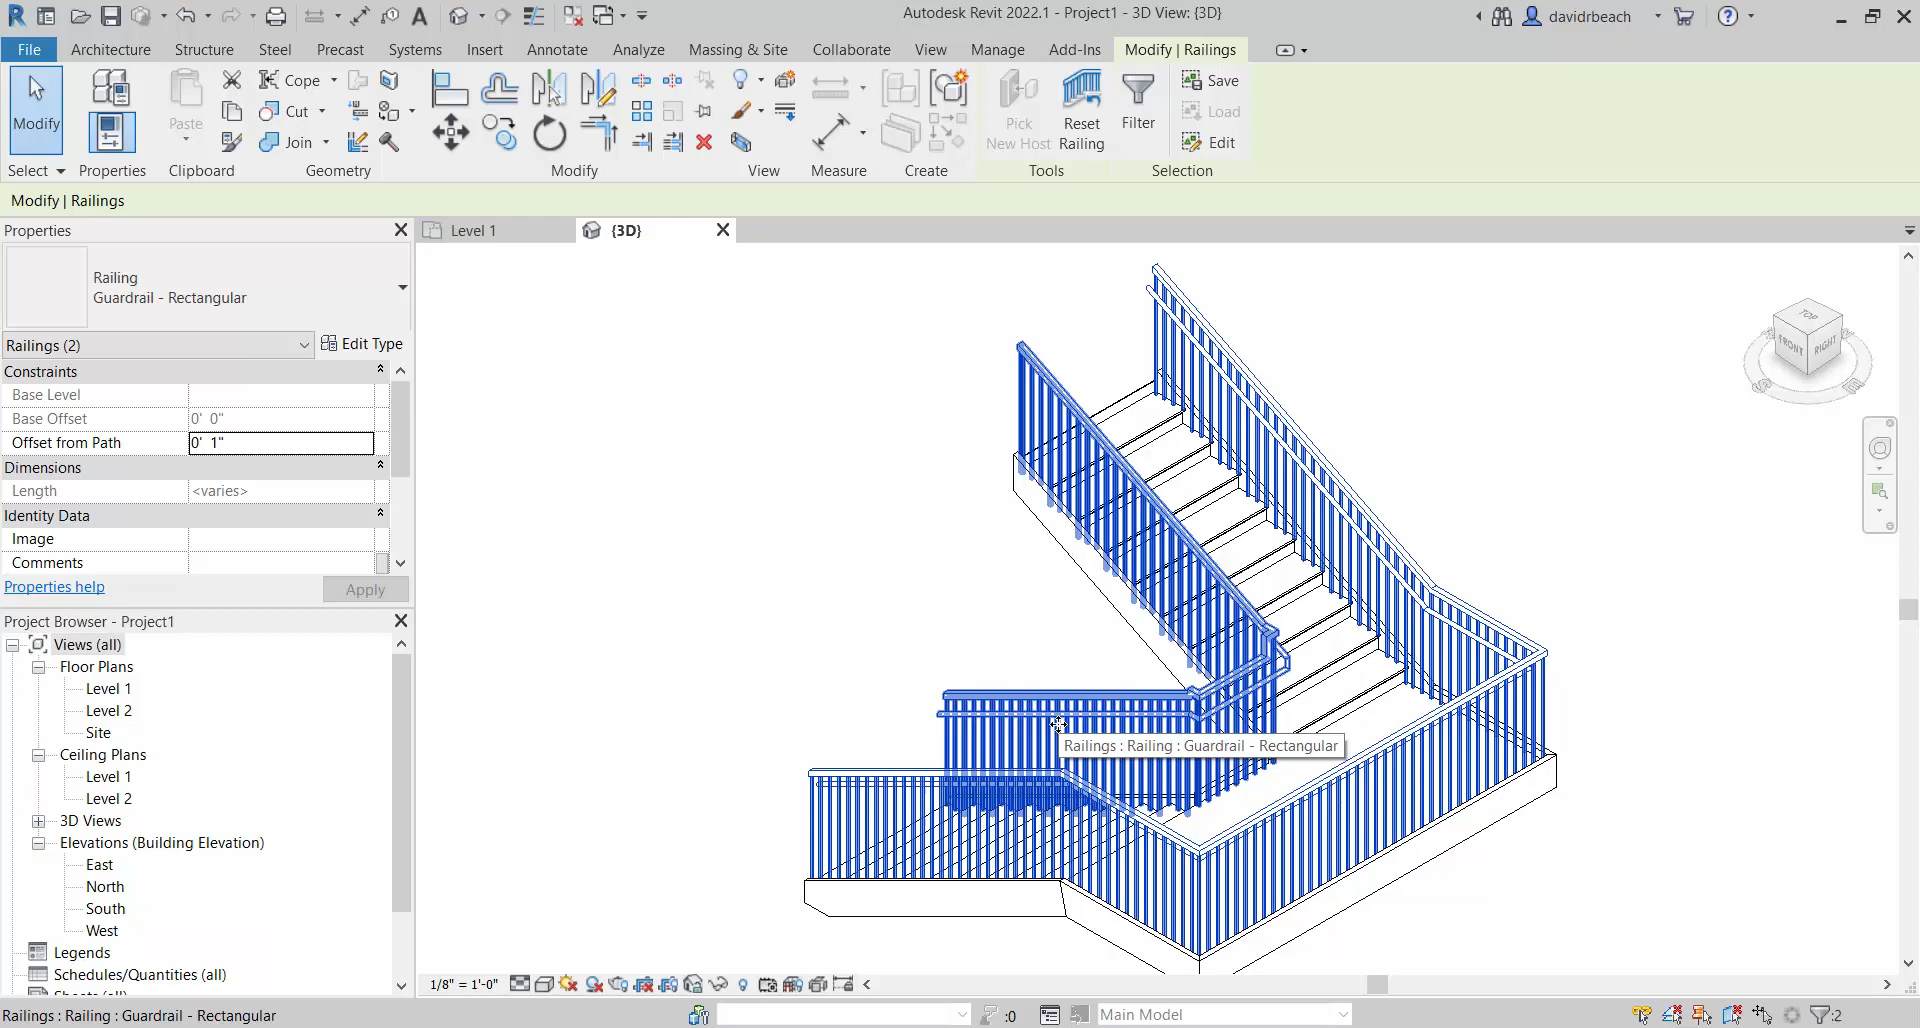 Autodesk Revit 2022.1 - Project1 - 3D View: {3D}
davidrbeach
File Architecture Structure Steel Precast Systems Insert Annotate Analyze Massing & Site Collaborate View Manage Add-Ins Modify | Railings
Modify
Paste
Cope
Cut
Join
Pick New Host
Reset Railing
Filter
Save
Load
Edit
Select Properties Clipboard Geometry Modify View Measure Create Tools Selection
Modify | Railings
Properties
Level 1
{3D}
Railing
Guardrail - Rectangular
Railings (2)
Edit Type
Constraints
Base Level
Base Offset 0' 0"
Offset from Path 0' 1"
Dimensions
Length <varies>
Identity Data
Image
Comments
Properties help
Apply
Project Browser - Project1
Views (all)
Floor Plans
Level 1
Level 2
Site
Ceiling Plans
Level 1
Level 2
3D Views
Elevations (Building Elevation)
East
North
South
West
Legends
Schedules/Quantities (all)
Sheets (all)
TOP
FRONT
RIGHT
S
E
Railings : Railing : Guardrail - Rectangular
1/8" = 1'-0"
Railings : Railing : Guardrail - Rectangular
:0
Main Model
:2